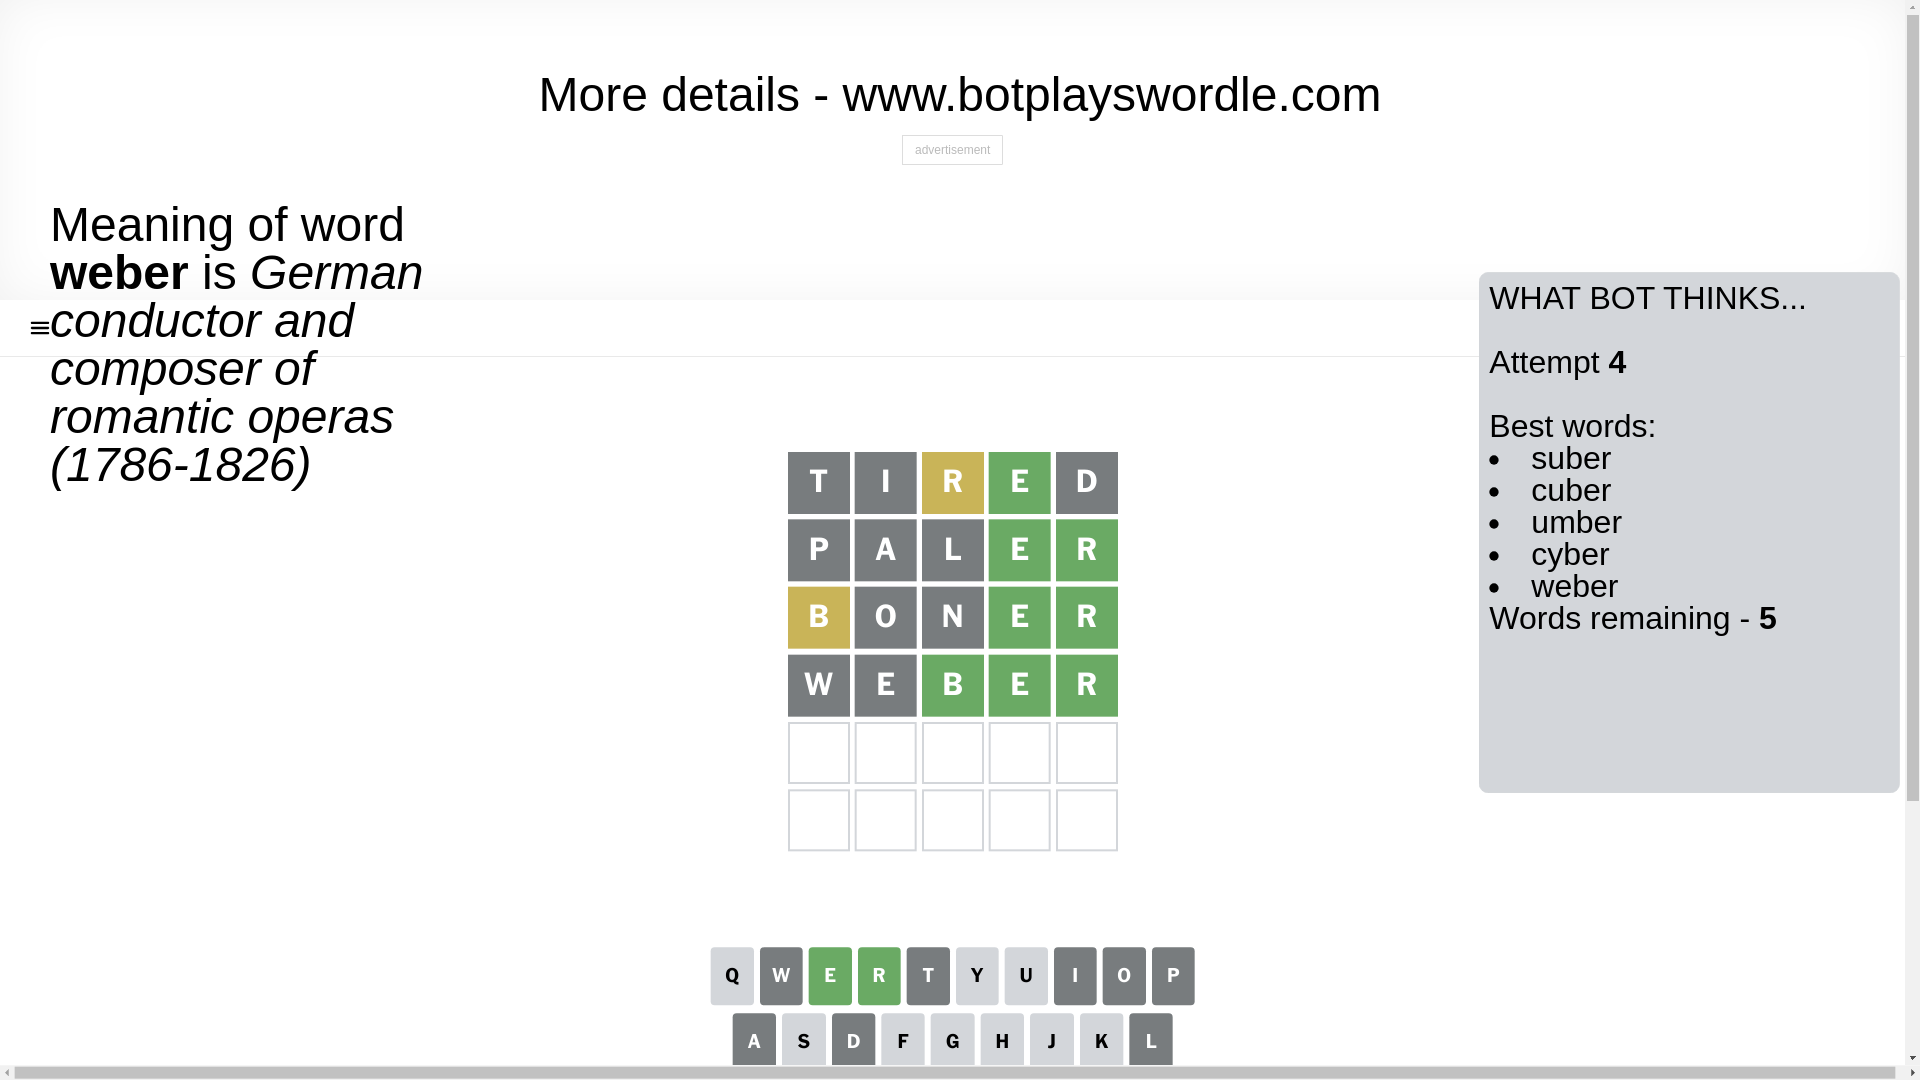 More details - www.botplayswordle.com
advertisement
Meaning of word
weber is German
conductor and
composer of
romantic operas
(1786-1826)
WHAT BOT THINKS...
Attempt 4
Best words:
suber
cuber
umber
cyber
weber
Words remaining - 5
T I R E D
P A L E R
B O N E R
W E B E R
Q W E R T Y U I O P
A S D F G H J K L